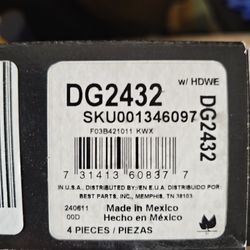 w/ HDWE
DG2432
SKU001346097
F03B421011 KWX
7 31413 60837 7
DG2432
IN U.S.A., DISTRIBUTED BY/EN E.U.A. DISTRIBUIDO POR:
BEST PARTS, INC., MEMPHIS, TN 38103
240611 Made in Mexico
00D Hecho en México
4 PIECES / PIEZAS